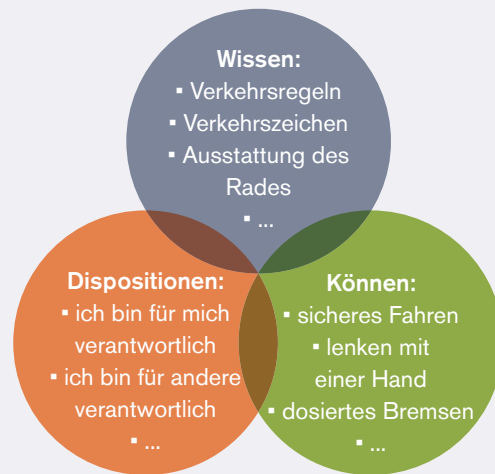 Wissen:
▪ Verkehrsregeln
▪ Verkehrszeichen
▪ Ausstattung des
Rades
▪ ...
Dispositionen:
▪ ich bin für mich
verantwortlich
▪ ich bin für andere
verantwortlich
▪ ...
Können:
▪ sicheres Fahren
▪ lenken mit
einer Hand
▪ dosiertes Bremsen
▪ ...